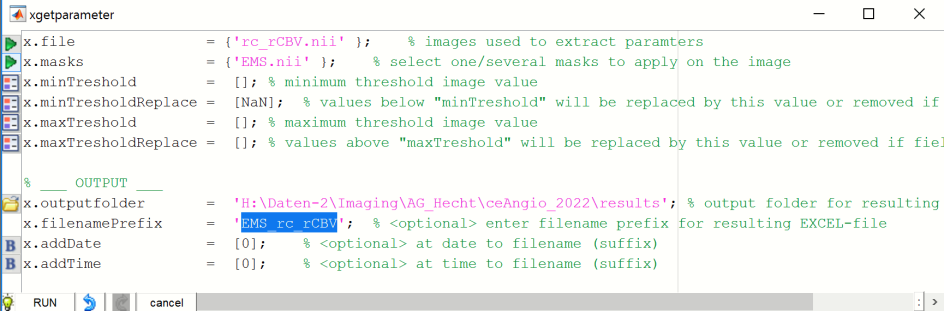 xgetparameter
x.file = {'rc_rCBV.nii' }; % images used to extract paramters
x.masks = {'EMS.nii' }; % select one/several masks to apply on the image
x.minTreshold = []; % minimum threshold image value
x.minTresholdReplace = [NaN]; % values below "minTreshold" will be replaced by this value or removed if
x.maxTreshold = []; % maximum threshold image value
x.maxTresholdReplace = []; % values above "maxTreshold" will be replaced by this value or removed if fiel
% ___ OUTPUT ___
x.outputfolder = 'H:\Daten-2\Imaging\AG_Hecht\ceAngio_2022\results'; % output folder for resulting
x.filenamePrefix = 'EMS_rc_rCBV'; % <optional> enter filename prefix for resulting EXCEL-file
B x.addDate = [0]; % <optional> at date to filename (suffix)
B x.addTime = [0]; % <optional> at time to filename (suffix)
RUN cancel